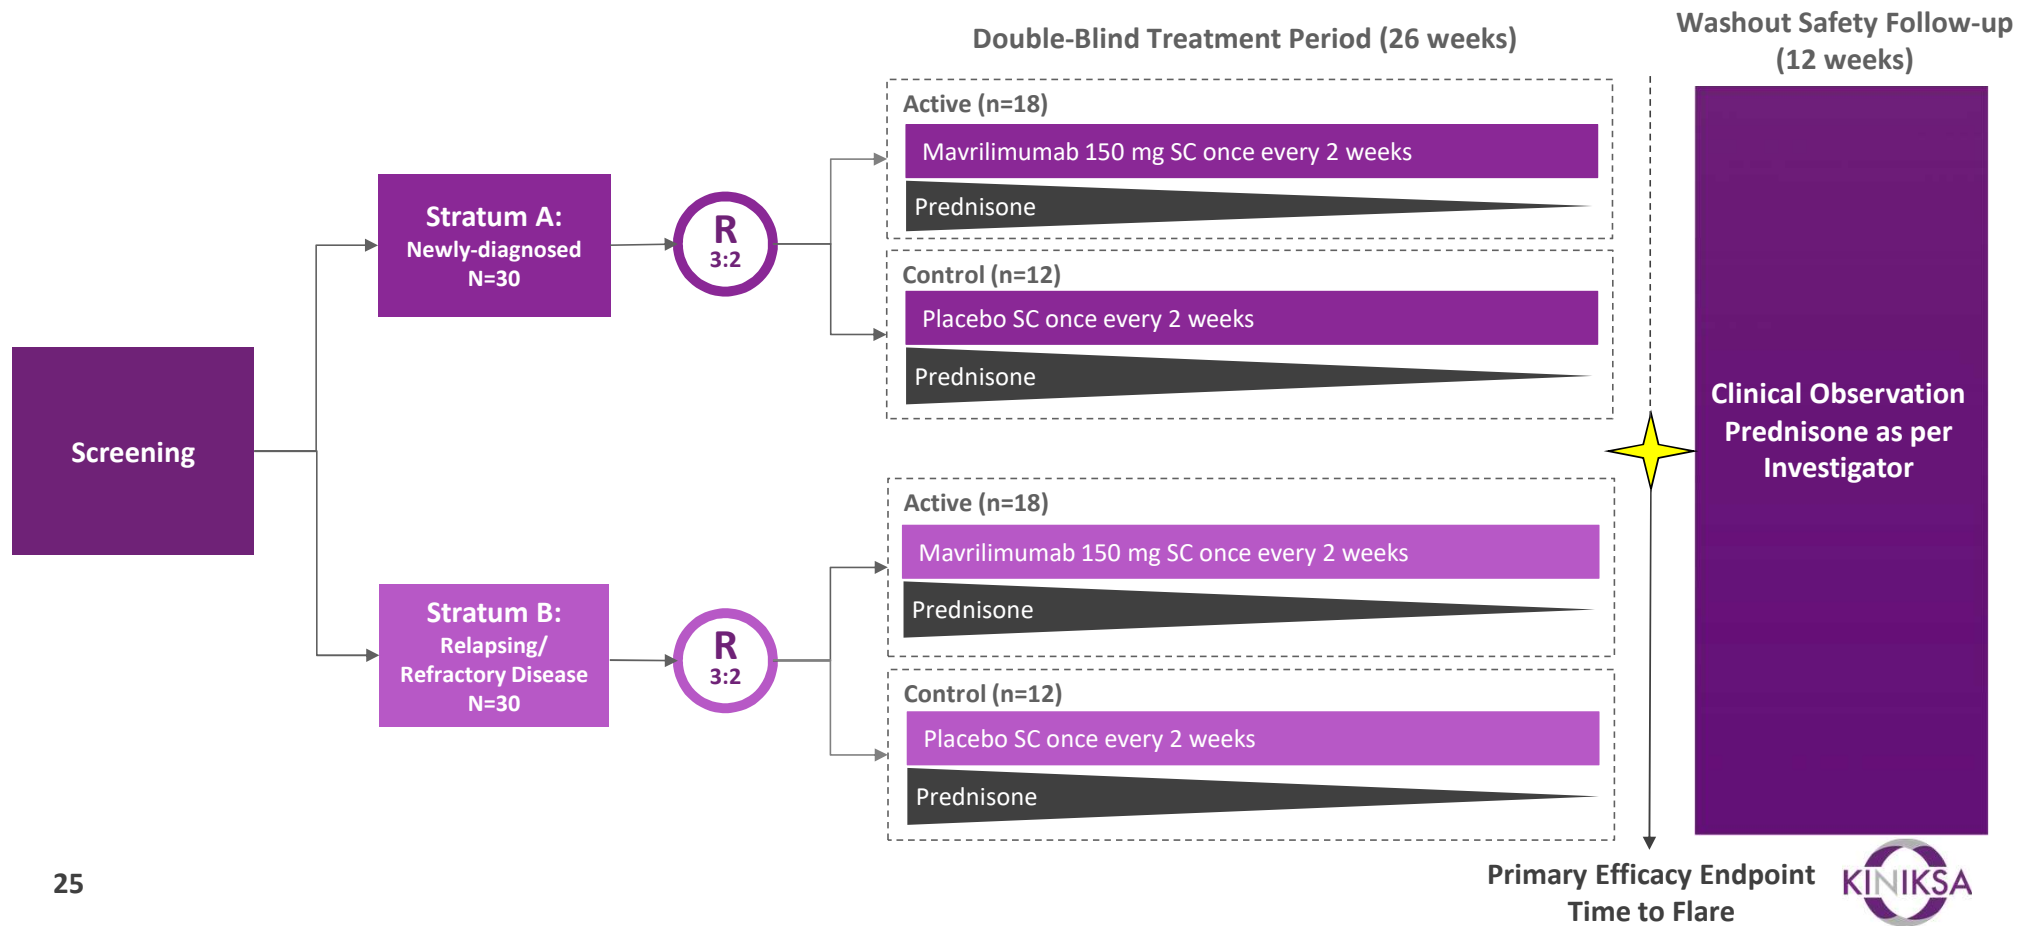 Double-Blind Treatment Period (26 weeks)
Washout Safety Follow-up
(12 weeks)
Screening
Stratum A:
Newly-diagnosed
N=30
R
3:2
Active (n=18)
Mavrilimumab 150 mg SC once every 2 weeks
Prednisone
Control (n=12)
Placebo SC once every 2 weeks
Prednisone
Stratum B:
Relapsing/
Refractory Disease
N=30
R
3:2
Active (n=18)
Mavrilimumab 150 mg SC once every 2 weeks
Prednisone
Control (n=12)
Placebo SC once every 2 weeks
Prednisone
Clinical Observation
Prednisone as per
Investigator
Primary Efficacy Endpoint
Time to Flare
KINIKSA
25